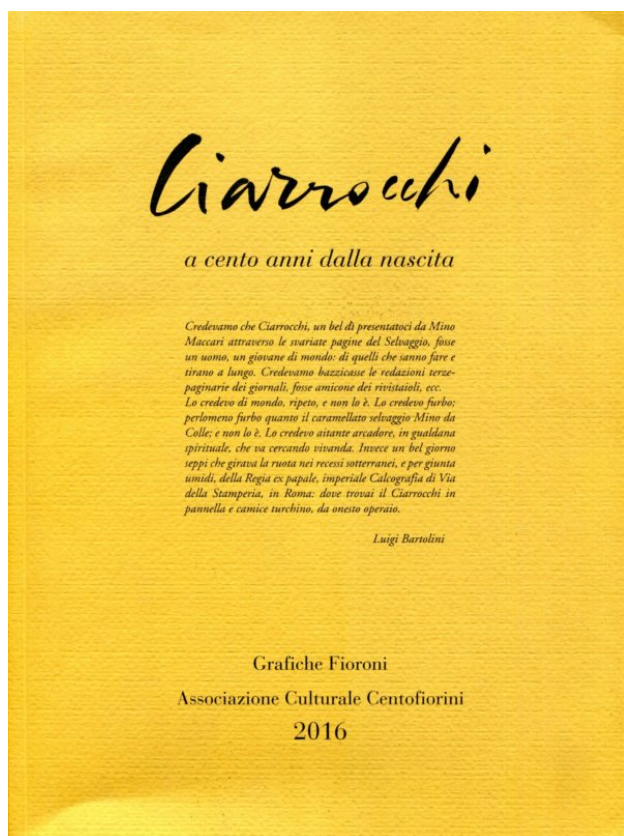 Ciarrocchi
a cento anni dalla nascita
Credevamo che Ciarrocchi, un bel dì presentatoci da Mino
Maccari attraverso le svariate pagine del Selvaggio, fosse
un uomo, un giovane di mondo: di quelli che sanno fare e
tirano a lungo. Credevamo bazzicasse le redazioni terze-
paginarie dei giornali, fosse amicone dei rivistaioli, ecc.
Lo credevo di mondo, ripeto, e non lo è. Lo credevo furbo;
perlomeno furbo quanto il caramellato selvaggio Mino da
Colle; e non lo è. Lo credevo aitante arcadore, in gualdana
spirituale, che va cercando vivanda. Invece un bel giorno
seppi che girava la ruota nei recessi sotterranei, e per giunta
umidi, della Regia ex papale, imperiale Calcografia di Via
della Stamperia, in Roma: dove trovai il Ciarrocchi in
pannella e camice turchino, da onesto operaio.
Luigi Bartolini
Grafiche Fioroni
Associazione Culturale Centofiorini
2016